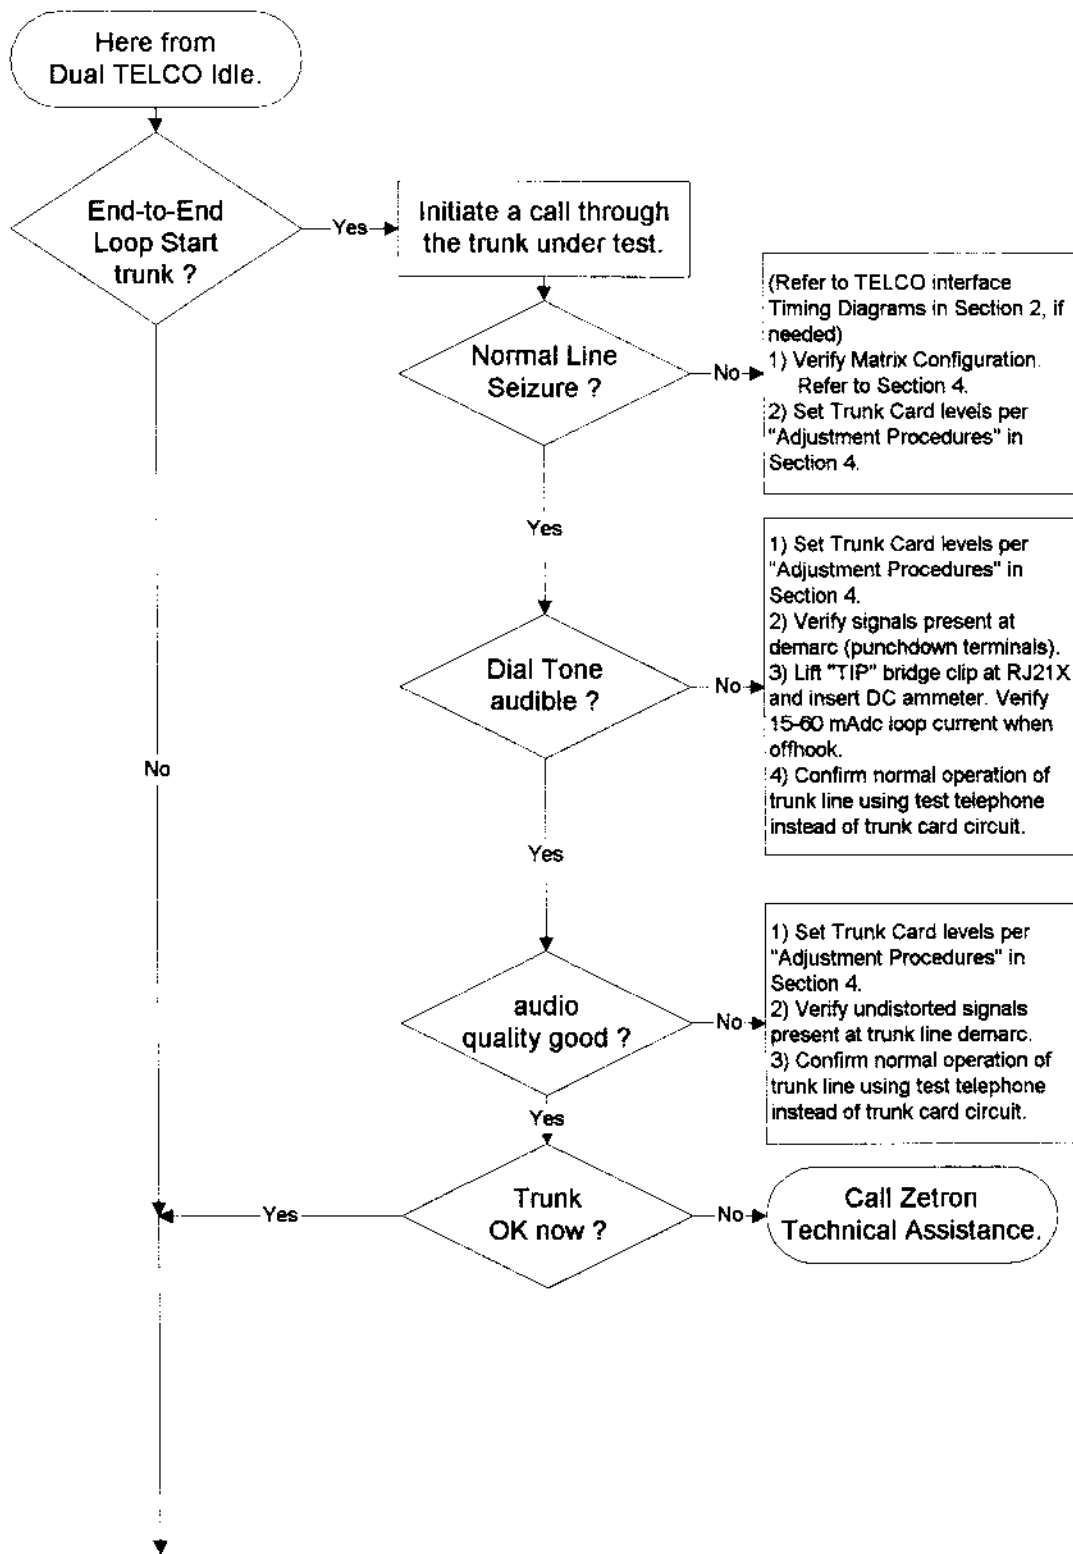 Here from
Dual TELCO Idle.
End-to-End
Loop Start
trunk ?
Yes
Initiate a call through
the trunk under test.
Normal Line
Seizure ?
No
(Refer to TELCO interface
Timing Diagrams in Section 2, if
needed)
1) Verify Matrix Configuration.
Refer to Section 4.
2) Set Trunk Card levels per
"Adjustment Procedures" in
Section 4.
Yes
Dial Tone
audible ?
No
1) Set Trunk Card levels per
"Adjustment Procedures" in
Section 4.
2) Verify signals present at
demarc (punchdown terminals).
3) Lift "TIP" bridge clip at RJ21X
and insert DC ammeter. Verify
15-60 mAdc loop current when
offhook.
4) Confirm normal operation of
trunk line using test telephone
instead of trunk card circuit.
No
Yes
audio
quality good ?
No
1) Set Trunk Card levels per
"Adjustment Procedures" in
Section 4.
2) Verify undistorted signals
present at trunk line demarc.
3) Confirm normal operation of
trunk line using test telephone
instead of trunk card circuit.
Yes
Trunk
OK now ?
Yes
No
Call Zetron
Technical Assistance.